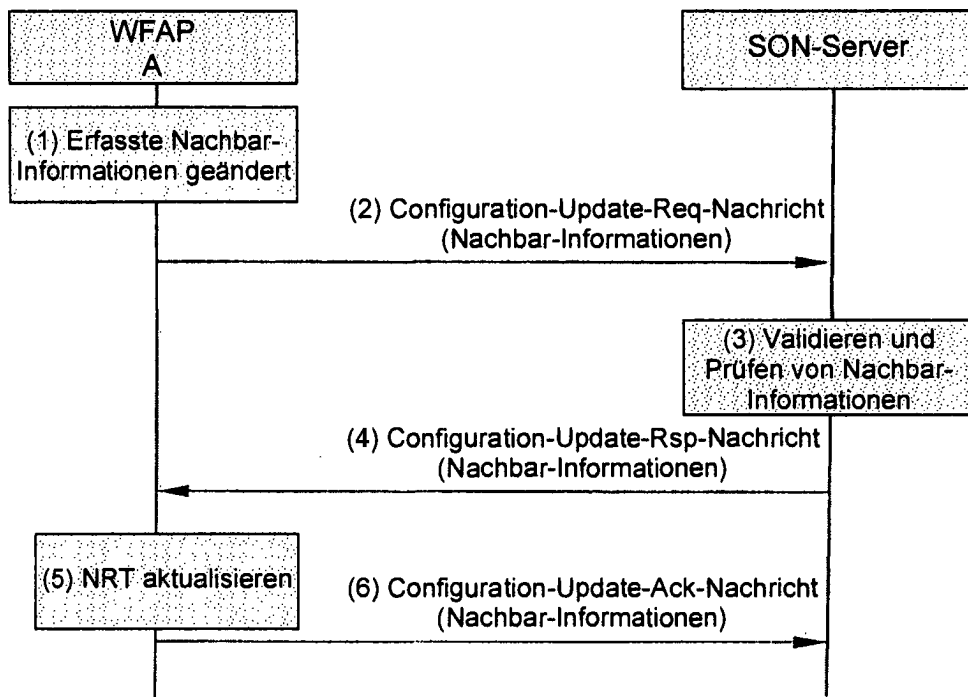 WFAP
A
SON-Server
(1) Erfasste Nachbar-
Informationen geändert
(2) Configuration-Update-Req-Nachricht
(Nachbar-Informationen)
(3) Validieren und
Prüfen von Nachbar-
Informationen
(4) Configuration-Update-Rsp-Nachricht
(Nachbar-Informationen)
(5) NRT aktualisieren
(6) Configuration-Update-Ack-Nachricht
(Nachbar-Informationen)